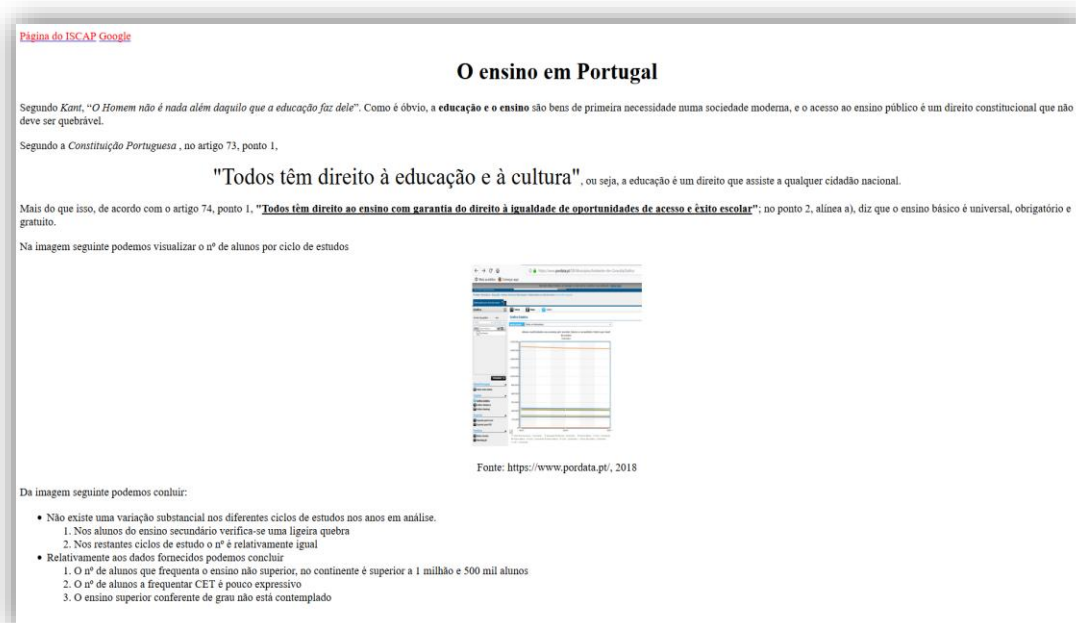 Página do ISCAP Google
O ensino em Portugal
Segundo Kant, “O Homem não é nada além daquilo que a educação faz dele”. Como é óbvio, a educação e o ensino são bens de primeira necessidade numa sociedade moderna, e o acesso ao ensino público é um direito constitucional que não
deve ser quebrável.
Segundo a Constituição Portuguesa , no artigo 73, ponto 1,
"Todos têm direito à educação e à cultura", ou seja, a educação é um direito que assiste a qualquer cidadão nacional.
Mais do que isso, de acordo com o artigo 74, ponto 1, "Todos têm direito ao ensino com garantia do direito à igualdade de oportunidades de acesso e êxito escolar"; no ponto 2, alínea a), diz que o ensino básico é universal, obrigatório e
gratuito.
Na imagem seguinte podemos visualizar o nº de alunos por ciclo de estudos
Fonte: https://www.pordata.pt/, 2018
Da imagem seguinte podemos conluir:
• Não existe uma variação substancial nos diferentes ciclos de estudos nos anos em análise.
1. Nos alunos do ensino secundário verifica-se uma ligeira quebra
2. Nos restantes ciclos de estudo o nº é relativamente igual
• Relativamente aos dados fornecidos podemos concluir
1. O nº de alunos que frequenta o ensino não superior, no continente é superior a 1 milhão e 500 mil alunos
2. O nº de alunos a frequentar CET é pouco expressivo
3. O ensino superior conferente de grau não está contemplado